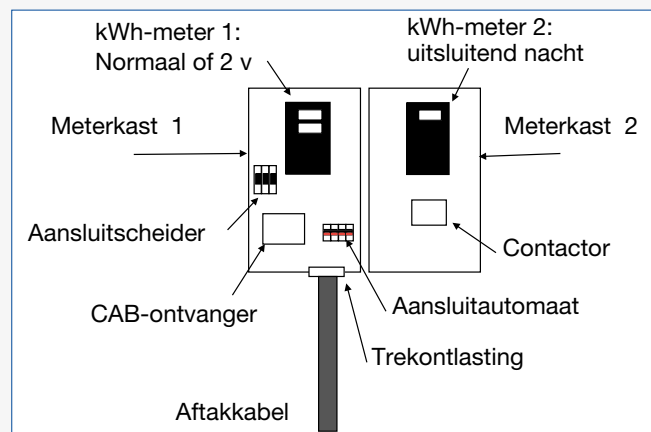 kWh-meter 1:
Normaal of 2 v
kWh-meter 2:
uitsluitend nacht
Meterkast 1
Meterkast 2
Aansluitscheider
Contactor
CAB-ontvanger
Aansluitautomaat
Trekontlasting
Aftakkabel